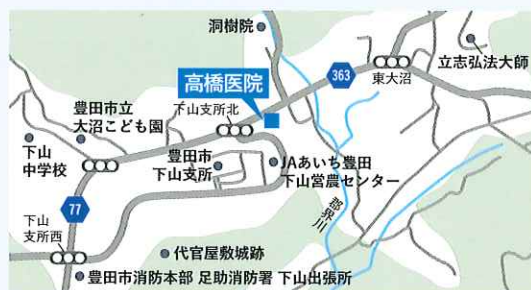 洞樹院
363
東大沼
立志弘法大師
高橋医院
豊田市立
大沼こども園
下山支所北
下山
中学校
豊田市
下山支所
JAあいち豊田
下山営農センター
77
郡界川
下山
支所西
代官屋敷城跡
豊田市消防本部 足助消防署 下山出張所